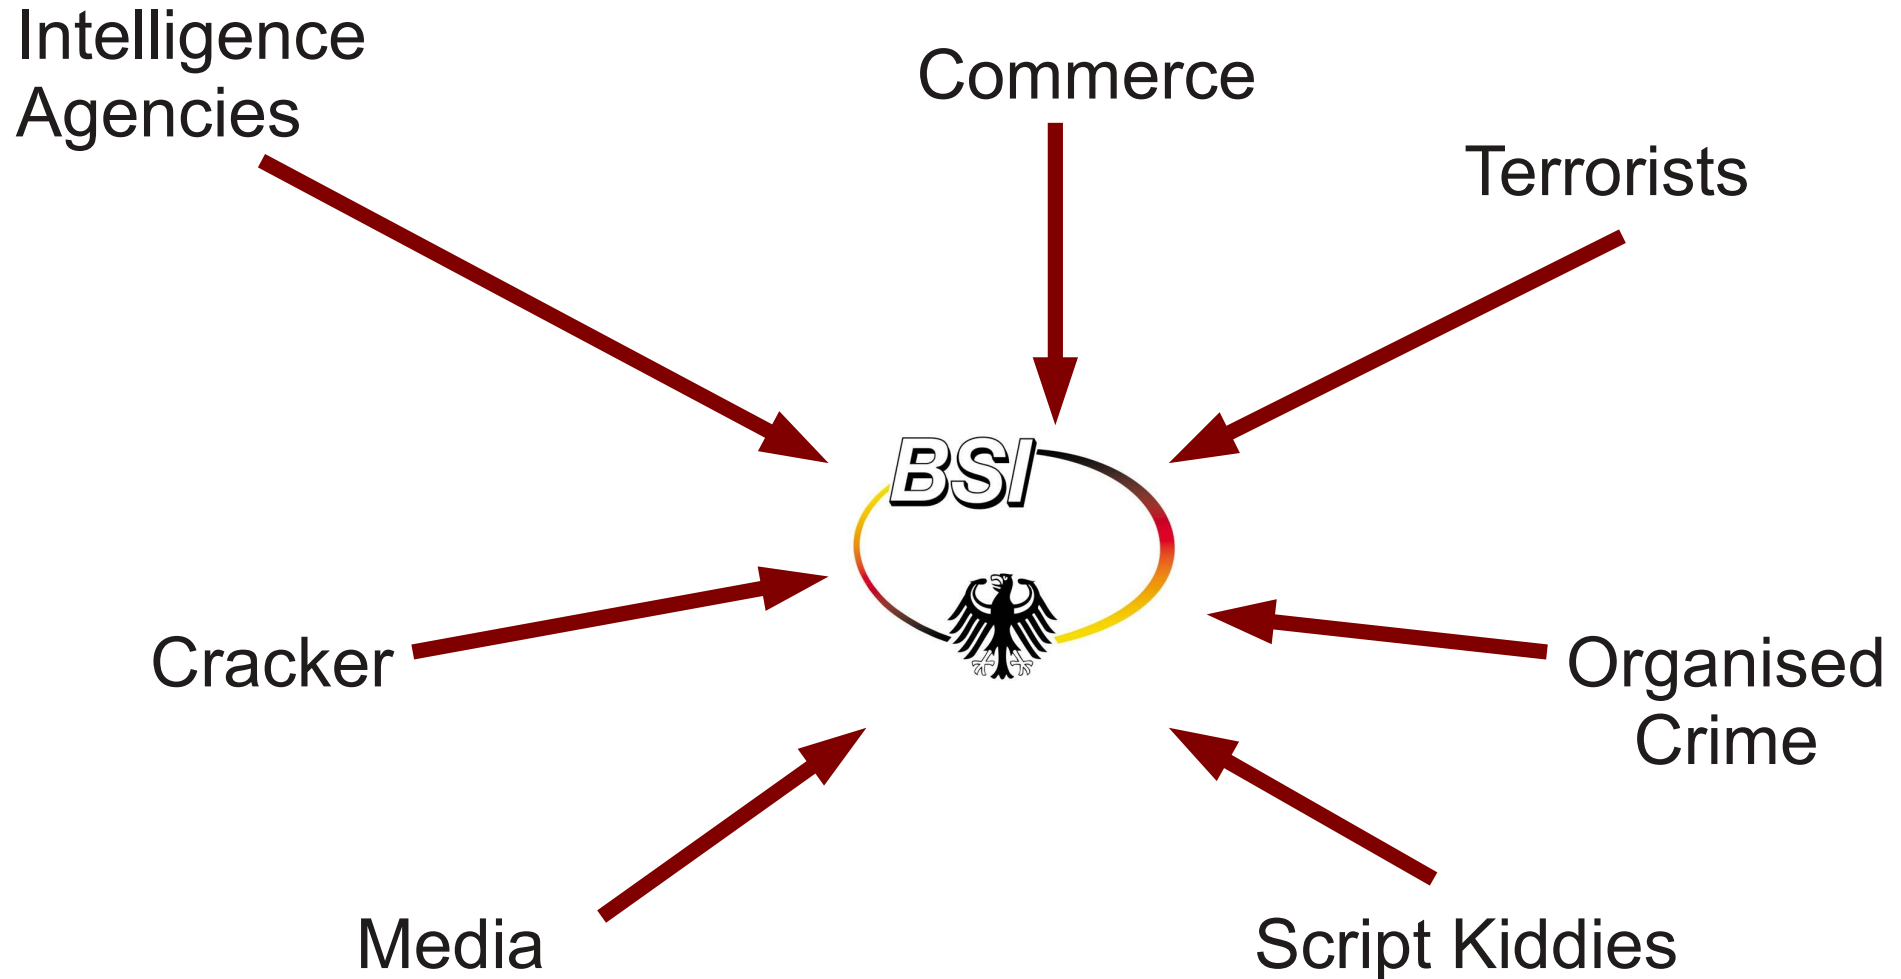 Intelligence
Agencies
Commerce
Terrorists
BSI
Cracker
Organised
Crime
Media
Script Kiddies